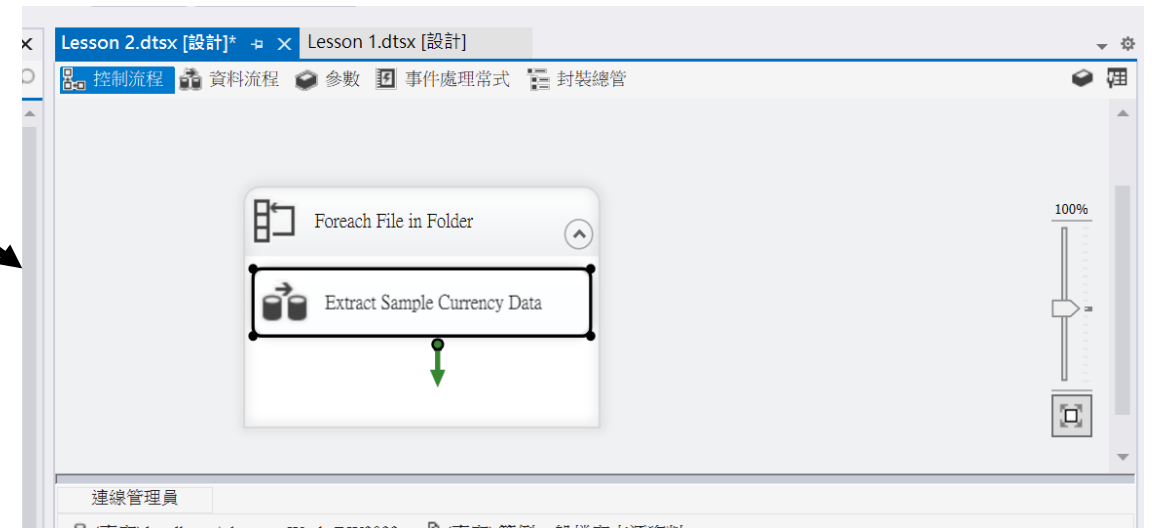 Lesson 2.dtsx [設計]* Lesson 1.dtsx [設計]
控制流程 資料流程 參數 事件處理常式 封裝總管
100%
Foreach File in Folder
Extract Sample Currency Data
連線管理員